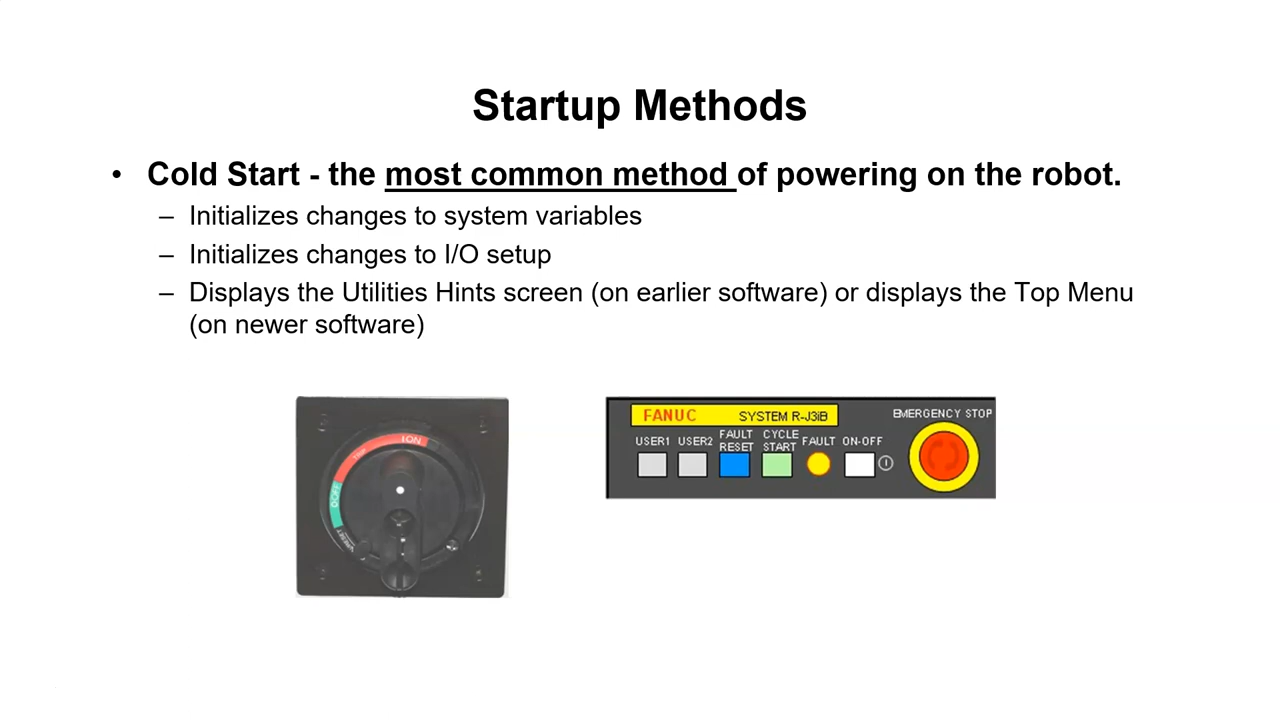 Startup Methods
• Cold Start - the most common method of powering on the robot.
– Initializes changes to system variables
– Initializes changes to I/O setup
– Displays the Utilities Hints screen (on earlier software) or displays the Top Menu
(on newer software)
FANUC SYSTEM R-J3iB
EMERGENCY STOP
USER1 USER2 FAULT RESET CYCLE START FAULT ON-OFF
TRIP
RESET